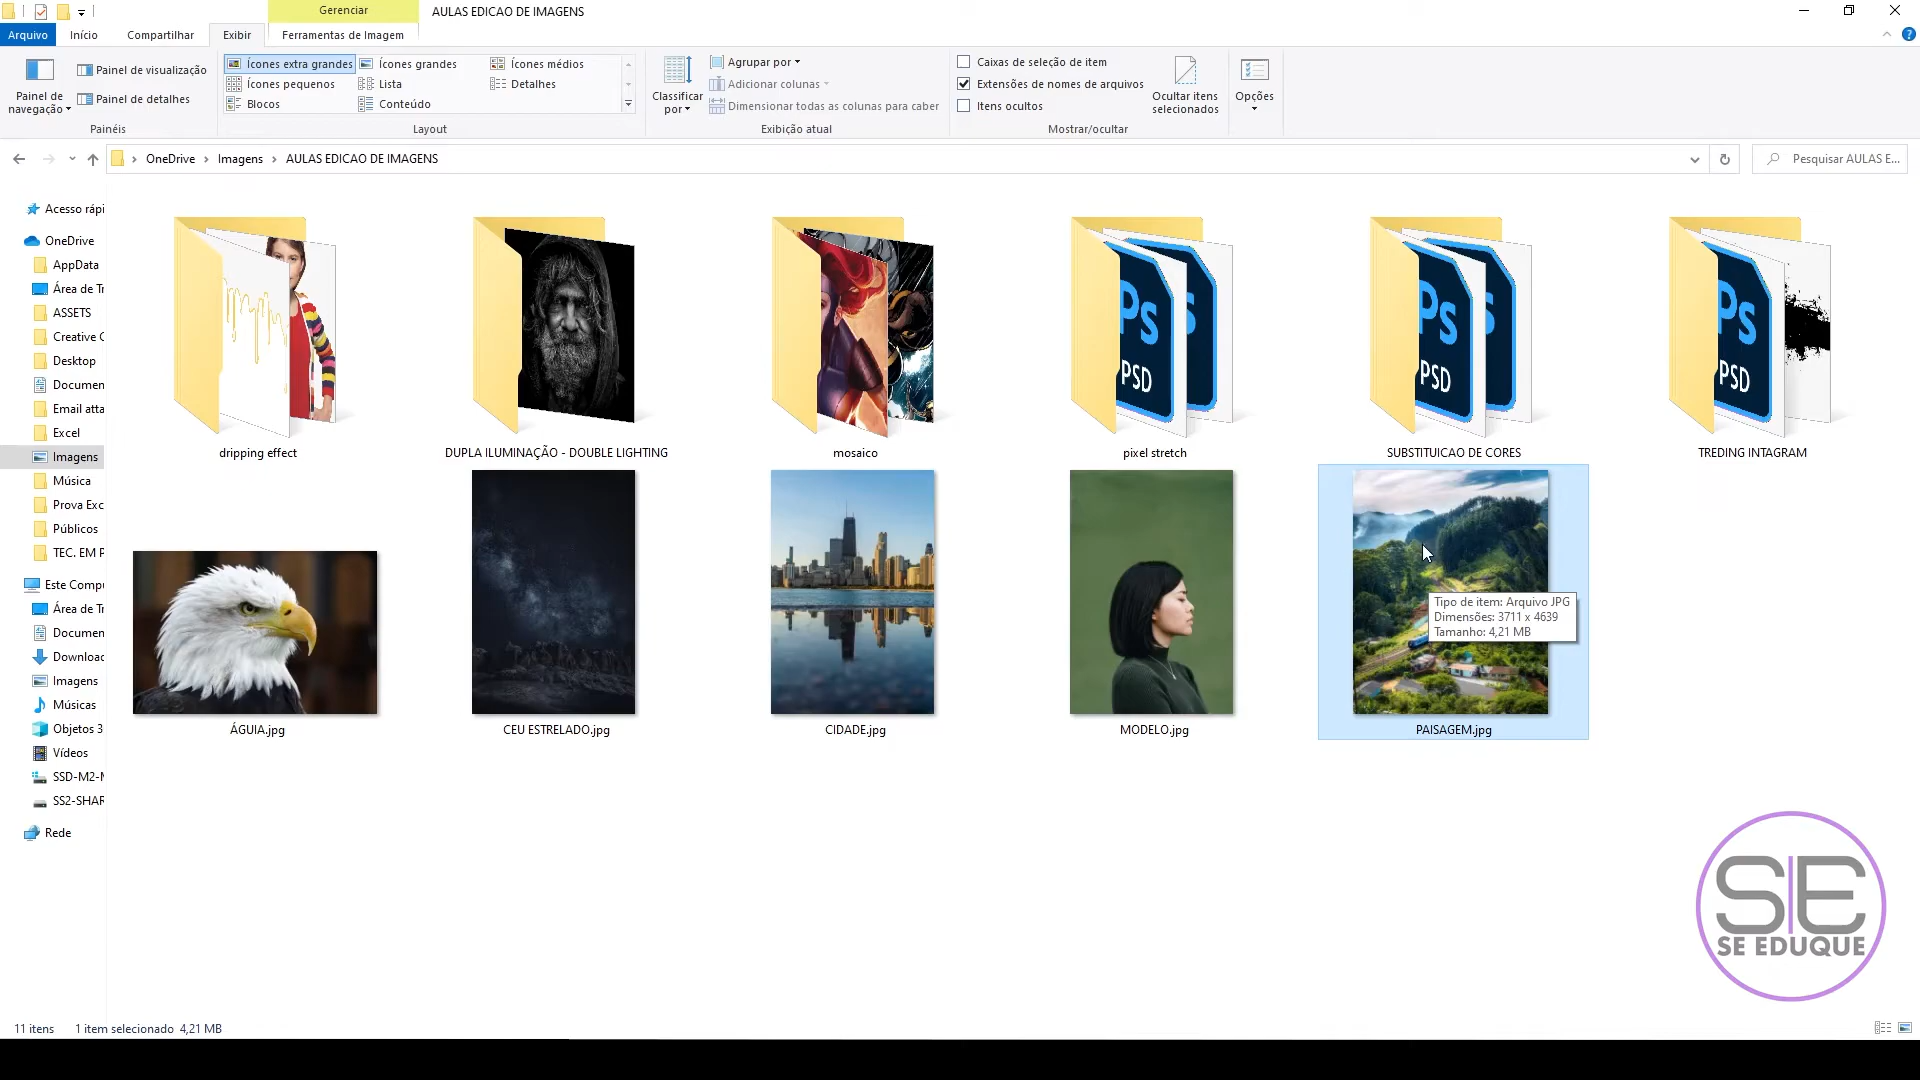 Gerenciar
AULAS EDICAO DE IMAGENS
Arquivo
Início
Compartilhar
Exibir
Ferramentas de Imagem
Painel de navegação
Painel de visualização
Painel de detalhes
Painéis
Ícones extra grandes
Ícones grandes
Ícones médios
Ícones pequenos
Lista
Detalhes
Blocos
Conteúdo
Layout
Classificar por
Agrupar por
Adicionar colunas
Dimensionar todas as colunas para caber
Exibição atual
Caixas de seleção de item
Extensões de nomes de arquivos
Itens ocultos
Ocultar itens selecionados
Mostrar/ocultar
Opções
OneDrive
Imagens
AULAS EDICAO DE IMAGENS
Pesquisar AULAS E...
Acesso rápi
OneDrive
AppData
Área de Tr
ASSETS
Creative C
Desktop
Documen
Email atta
Excel
Imagens
Música
Prova Exc
Públicos
TEC. EM P
Este Compu
Área de Tr
Documen
Downloac
Imagens
Músicas
Objetos 3
Vídeos
SSD-M2-N
SS2-SHAR
Rede
Ps
PSD
Ps
PSD
Ps
PSD
dripping effect
DUPLA ILUMINAÇÃO - DOUBLE LIGHTING
mosaico
pixel stretch
SUBSTITUICAO DE CORES
TREDING INTAGRAM
ÁGUIA.jpg
CEU ESTRELADO.jpg
CIDADE.jpg
MODELO.jpg
PAISAGEM.jpg
Tipo de item: Arquivo JPG
Dimensões: 3711 x 4639
Tamanho: 4,21 MB
SE
SE EDUQUE
11 itens
1 item selecionado 4,21 MB